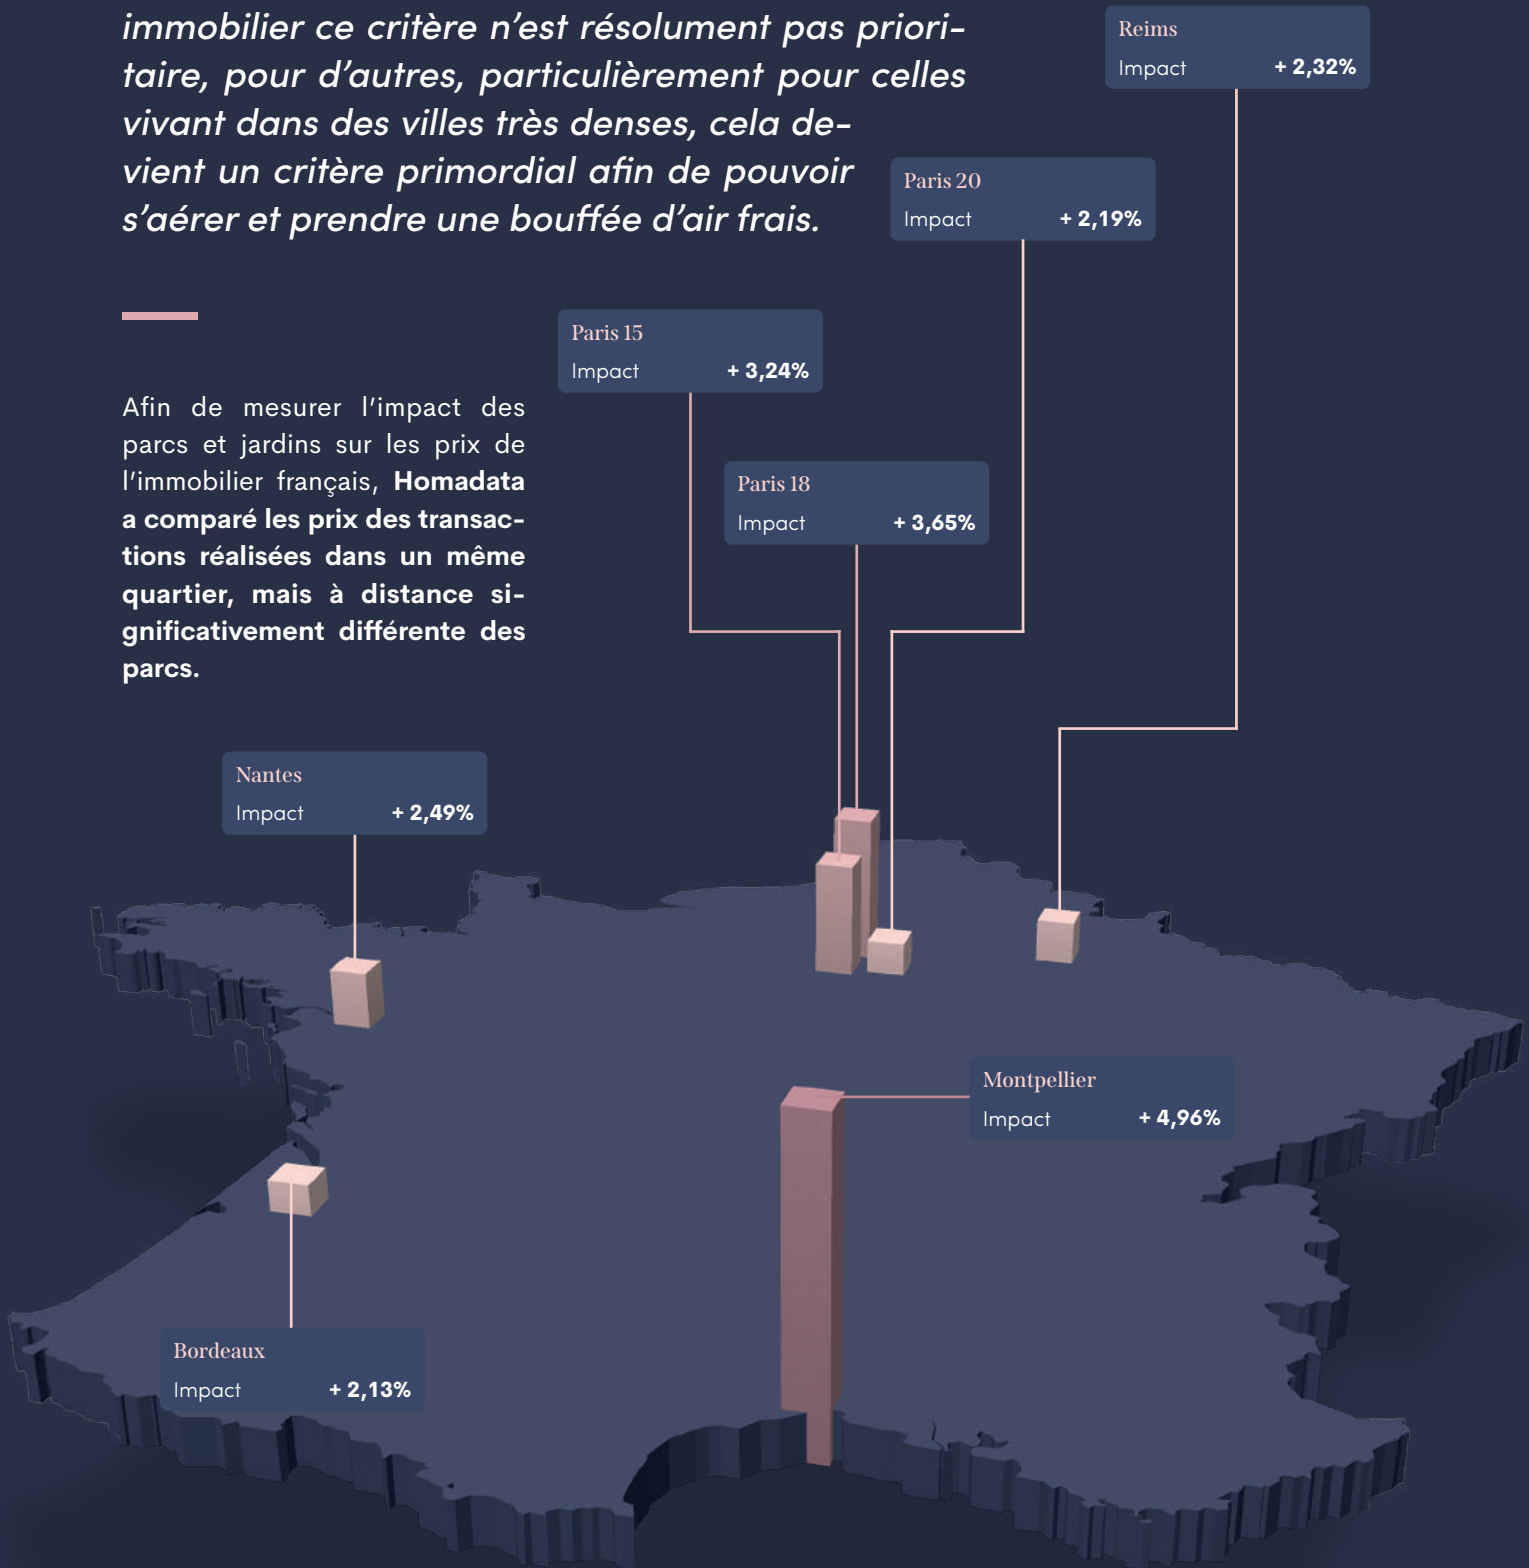 immobilier ce critère n’est résolument pas priori-
taire, pour d’autres, particulièrement pour celles
vivant dans des villes très denses, cela de-
vient un critère primordial afin de pouvoir
s’aérer et prendre une bouffée d’air frais.
Reims
Impact + 2,32%
Paris 20
Impact + 2,19%
Paris 15
Impact + 3,24%
Afin de mesurer l’impact des
parcs et jardins sur les prix de
l’immobilier français, Homadata
a comparé les prix des transac-
tions réalisées dans un même
quartier, mais à distance si-
gnificativement différente des
parcs.
Paris 18
Impact + 3,65%
Nantes
Impact + 2,49%
Montpellier
Impact + 4,96%
Bordeaux
Impact + 2,13%